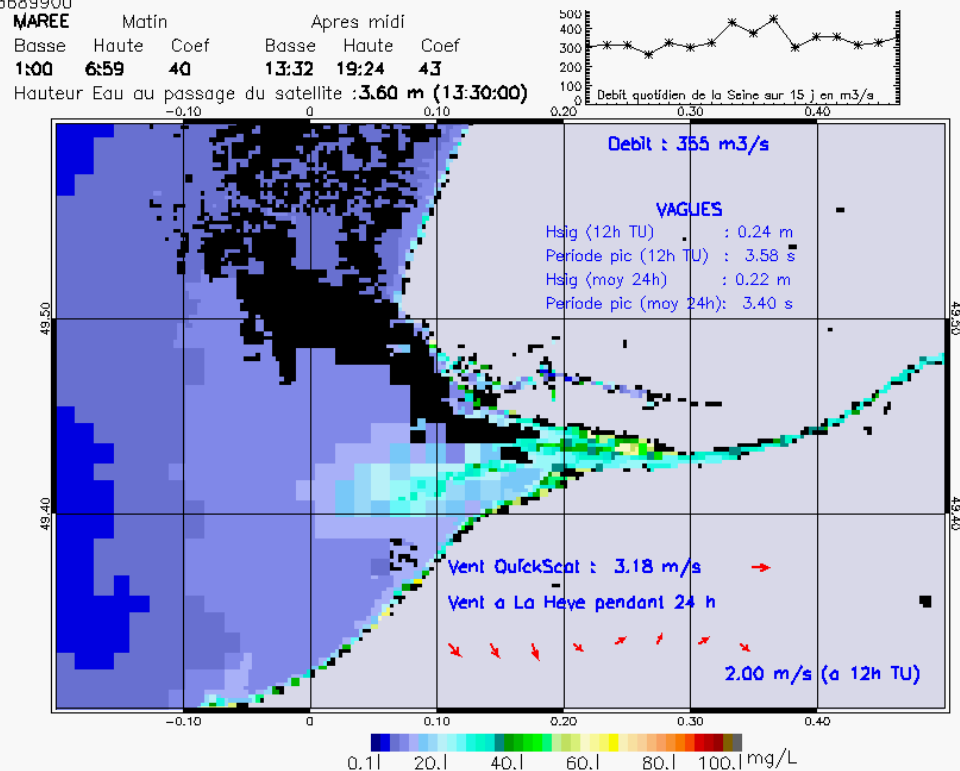 MAREE Matin Apres midi
Basse Haute Coef Basse Haute Coef
1:00 6:59 40 13:32 19:24 43
Hauteur Eau au passage du satellite :3.60 m (13:30:00)
500
400
300
200
100
0
Debit quotidien de la Seine sur 15 j en m3/s
-0.10 0 0.10 0.20 0.30 0.40
Debit : 355 m3/s
VAGUES
Hsig (12h TU) : 0.24 m
Periode pic (12h TU) : 3.58 s
Hsig (moy 24h) : 0.22 m
Periode pic (moy 24h): 3.40 s
49.50 49.50
49.40 49.40
Vent QuickScat : 3.18 m/s
Vent a La Heve pendant 24 h
2.00 m/s (a 12h TU)
-0.10 0 0.10 0.20 0.30 0.40
0.1 20. 40. 60. 80. 100. mg/L